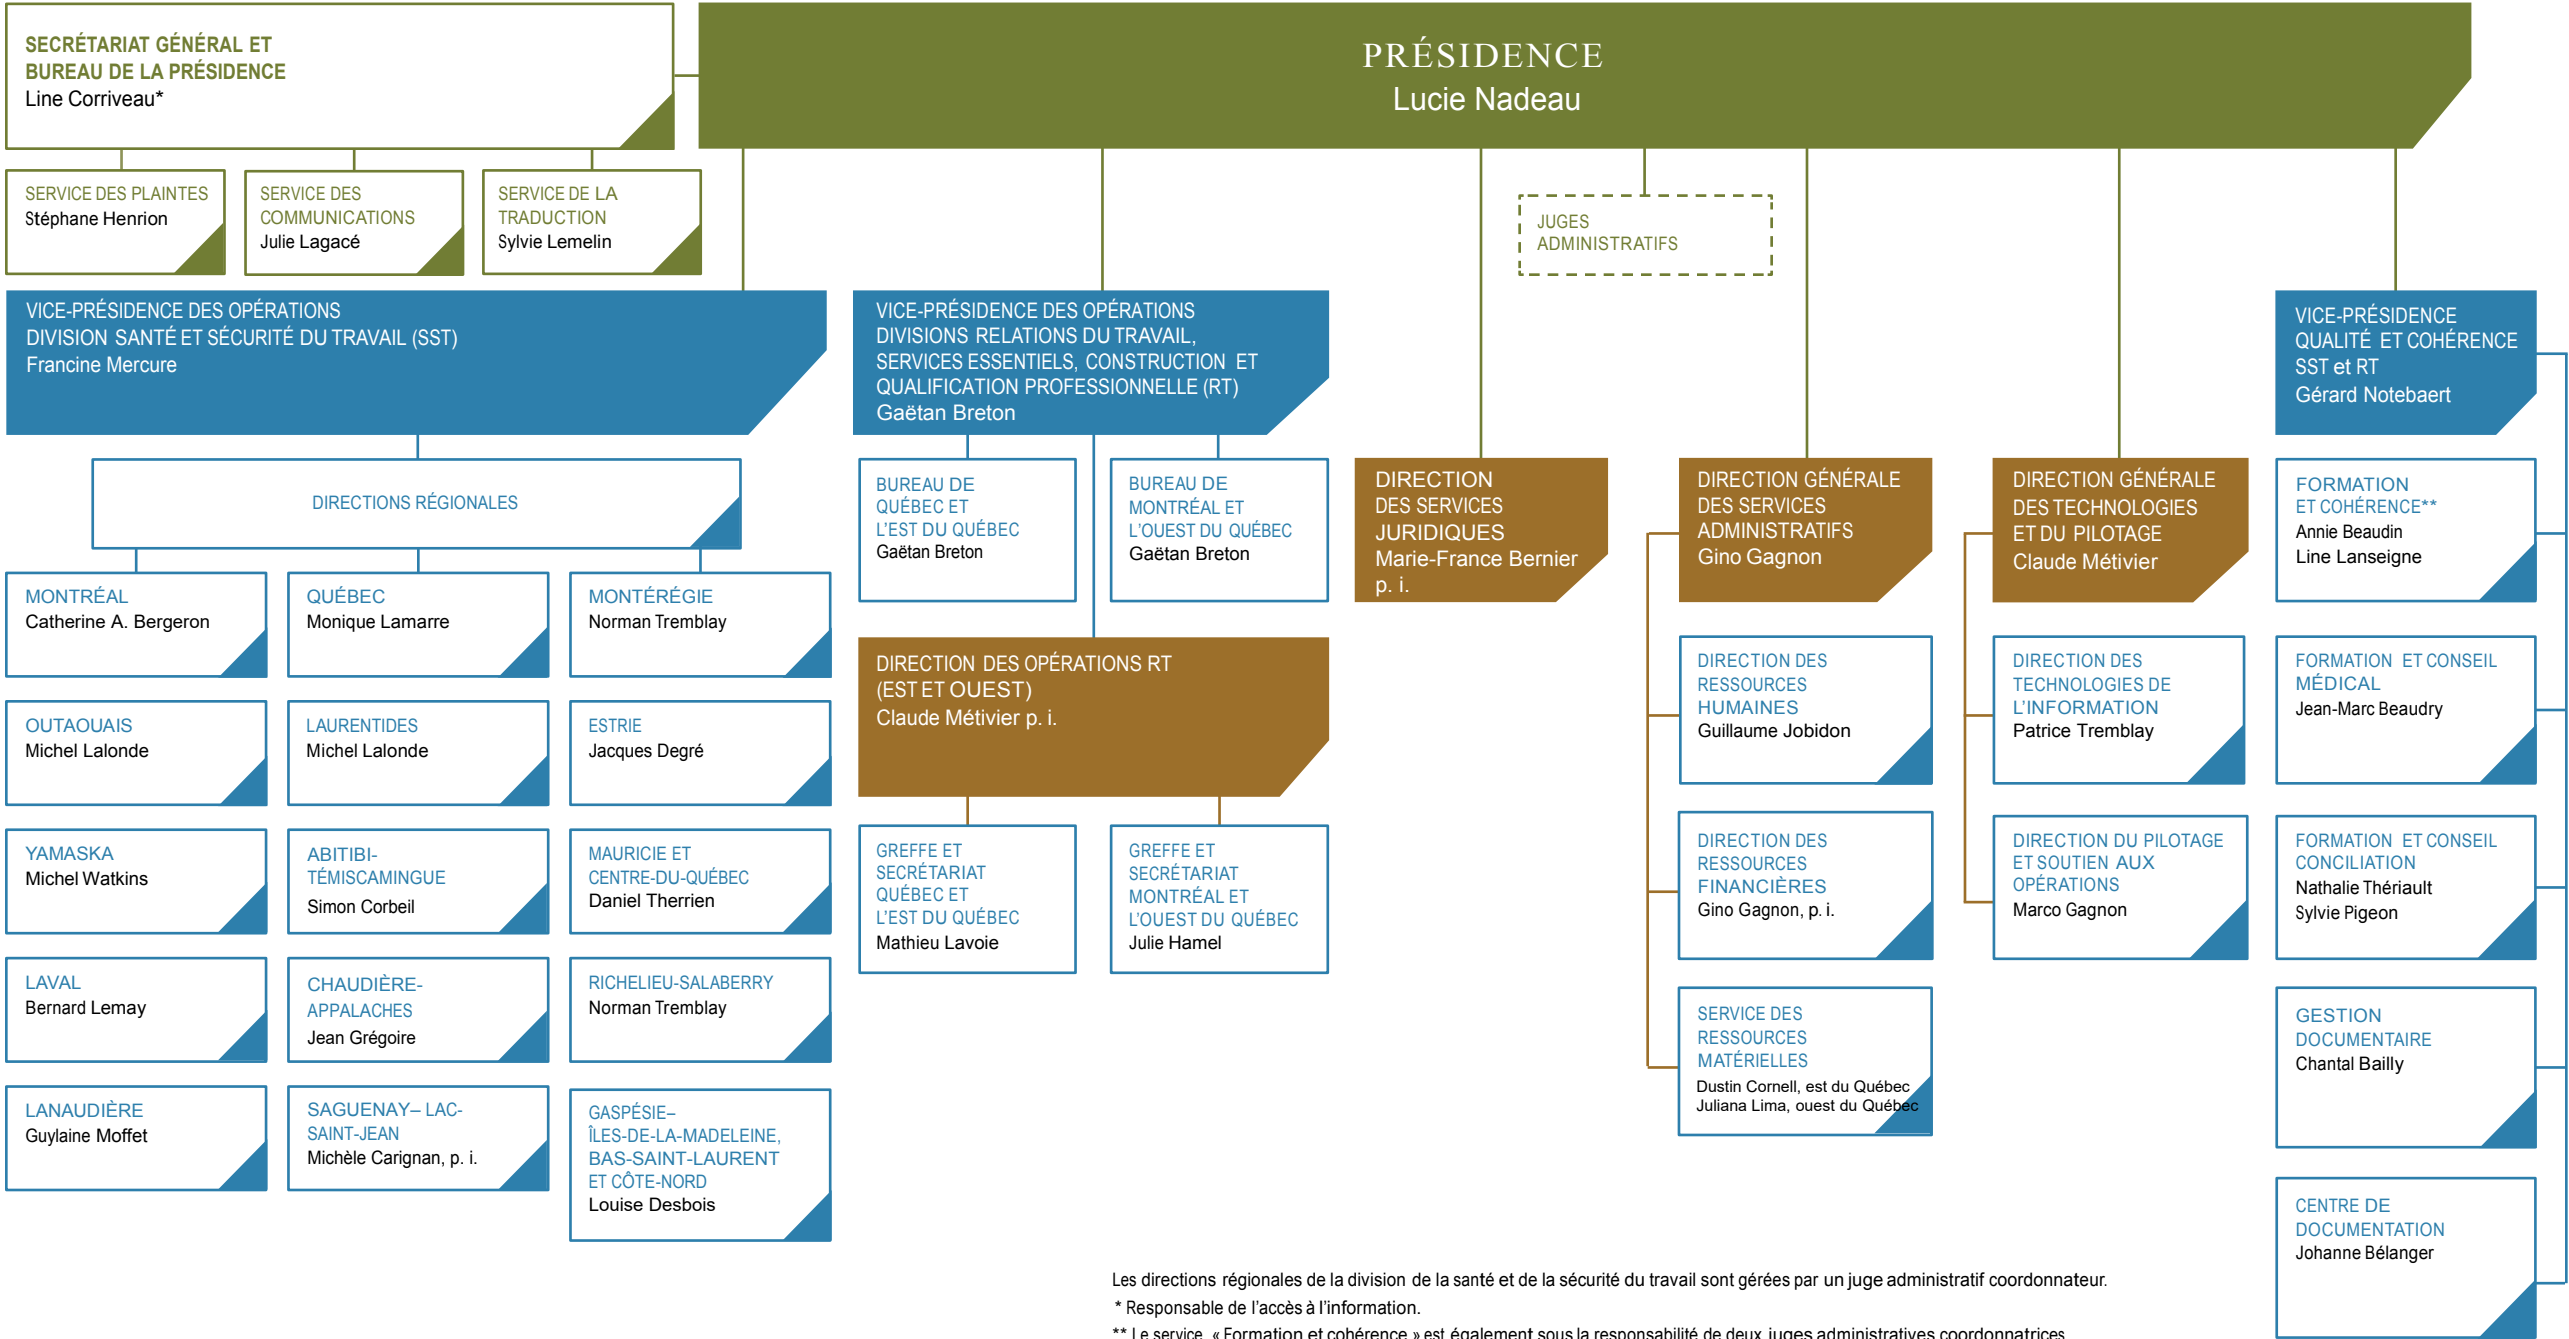 SECRÉTARIAT GÉNÉRAL ET
BUREAU DE LA PRÉSIDENCE
Line Corriveau*
PRÉSIDENCE
Lucie Nadeau
SERVICE DES PLAINTES
Stéphane Henrion
SERVICE DES
COMMUNICATIONS
Julie Lagacé
SERVICE DE LA
TRADUCTION
Sylvie Lemelin
JUGES
ADMINISTRATIFS
VICE-PRÉSIDENCE DES OPÉRATIONS
DIVISION SANTÉ ET SÉCURITÉ DU TRAVAIL (SST)
Francine Mercure
VICE-PRÉSIDENCE DES OPÉRATIONS
DIVISIONS RELATIONS DU TRAVAIL,
SERVICES ESSENTIELS, CONSTRUCTION ET
QUALIFICATION PROFESSIONNELLE (RT)
Gaëtan Breton
VICE-PRÉSIDENCE
QUALITÉ ET COHÉRENCE
SST et RT
Gérard Notebaert
DIRECTIONS RÉGIONALES
MONTRÉAL
Catherine A. Bergeron
QUÉBEC
Monique Lamarre
MONTÉRÉGIE
Norman Tremblay
OUTAOUAIS
Michel Lalonde
LAURENTIDES
Michel Lalonde
ESTRIE
Jacques Degré
YAMASKA
Michel Watkins
ABITIBI-
TÉMISCAMINGUE
Simon Corbeil
MAURICIE ET
CENTRE-DU-QUÉBEC
Daniel Therrien
LAVAL
Bernard Lemay
CHAUDIÈRE-
APPALACHES
Jean Grégoire
RICHELIEU-SALABERRY
Norman Tremblay
LANAUDIÈRE
Guylaine Moffet
SAGUENAY– LAC-
SAINT-JEAN
Michèle Carignan, p. i.
GASPÉSIE–
ÎLES-DE-LA-MADELEINE,
BAS-SAINT-LAURENT
ET CÔTE-NORD
Louise Desbois
BUREAU DE
QUÉBEC ET
L’EST DU QUÉBEC
Gaëtan Breton
BUREAU DE
MONTRÉAL ET
L’OUEST DU QUÉBEC
Gaëtan Breton
DIRECTION DES OPÉRATIONS RT
(EST ET OUEST)
Claude Métivier p. i.
GREFFE ET
SECRÉTARIAT
QUÉBEC ET
L’EST DU QUÉBEC
Mathieu Lavoie
GREFFE ET
SECRÉTARIAT
MONTRÉAL ET
L’OUEST DU QUÉBEC
Julie Hamel
DIRECTION
DES SERVICES
JURIDIQUES
Marie-France Bernier
p. i.
DIRECTION GÉNÉRALE
DES SERVICES
ADMINISTRATIFS
Gino Gagnon
DIRECTION DES
RESSOURCES
HUMAINES
Guillaume Jobidon
DIRECTION DES
RESSOURCES
FINANCIÈRES
Gino Gagnon, p. i.
SERVICE DES
RESSOURCES
MATÉRIELLES
Dustin Cornell, est du Québec
Juliana Lima, ouest du Québec
DIRECTION GÉNÉRALE
DES TECHNOLOGIES
ET DU PILOTAGE
Claude Métivier
DIRECTION DES
TECHNOLOGIES DE
L’INFORMATION
Patrice Tremblay
DIRECTION DU PILOTAGE
ET SOUTIEN AUX
OPÉRATIONS
Marco Gagnon
FORMATION
ET COHÉRENCE**
Annie Beaudin
Line Lanseigne
FORMATION ET CONSEIL
MÉDICAL
Jean-Marc Beaudry
FORMATION ET CONSEIL
CONCILIATION
Nathalie Thériault
Sylvie Pigeon
GESTION
DOCUMENTAIRE
Chantal Bailly
CENTRE DE
DOCUMENTATION
Johanne Bélanger
Les directions régionales de la division de la santé et de la sécurité du travail sont gérées par un juge administratif coordonnateur.
* Responsable de l’accès à l’information.
** Le service « Formation et cohérence » est également sous la responsabilité de deux juges administratives coordonnatrices